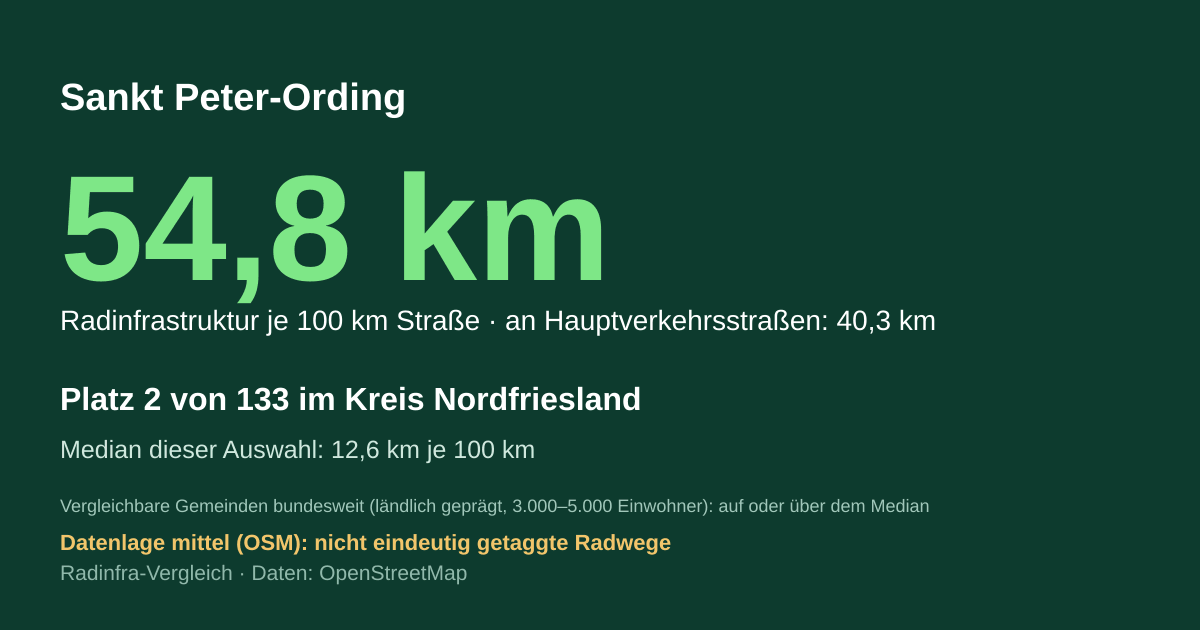 Sankt Peter-Ording
54,8 km
Radinfrastruktur je 100 km Straße · an Hauptverkehrsstraßen: 40,3 km
Platz 2 von 133 im Kreis Nordfriesland
Median dieser Auswahl: 12,6 km je 100 km
Vergleichbare Gemeinden bundesweit (ländlich geprägt, 3.000–5.000 Einwohner): auf oder über dem Median
Datenlage mittel (OSM): nicht eindeutig getaggte Radwege
Radinfra-Vergleich · Daten: OpenStreetMap